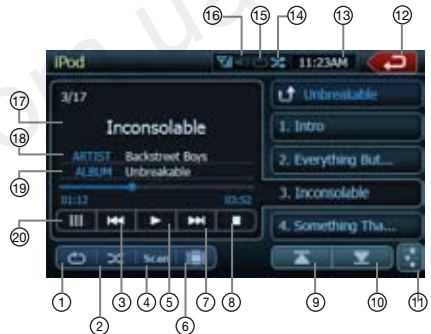 16 15 14 13 12
iPod 11:23AM
17 3/17 Unbreakable
Inconsolable 1. Intro
18 ARTIST Backstreet Boys 2. Everything But...
19 ALBUM Unbreakable
01:12 03:52 3. Inconsolable
20 4. Something Tha...
Scan
1 2 3 4 5 6 7 8 9 10 11